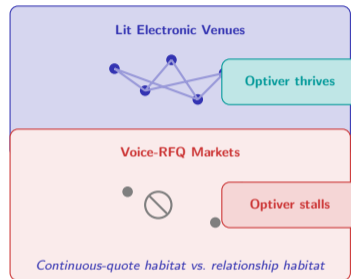 Lit Electronic Venues
Optiver thrives
Voice-RFQ Markets
Optiver stalls
Continuous-quote habitat vs. relationship habitat